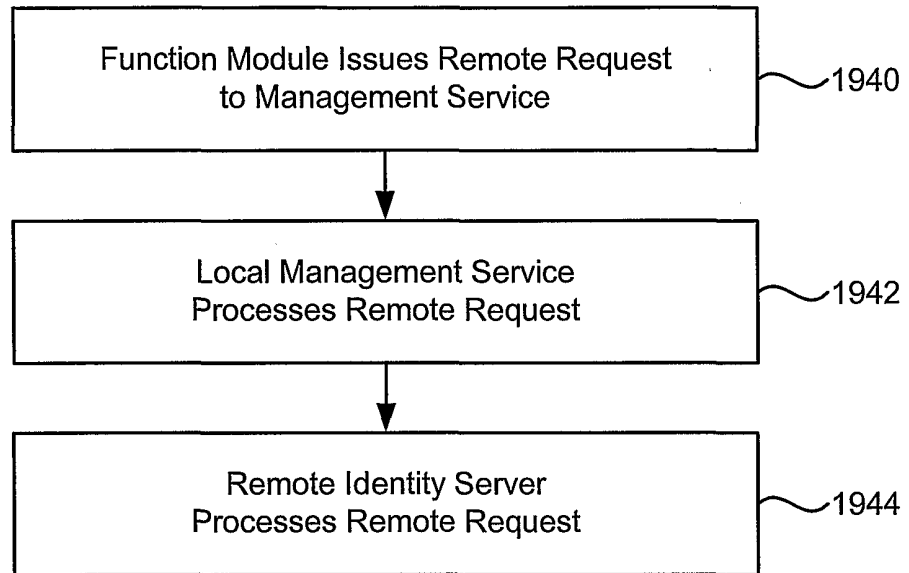 Function Module Issues Remote Request
to Management Service
1940
Local Management Service
Processes Remote Request
1942
Remote Identity Server
Processes Remote Request
1944